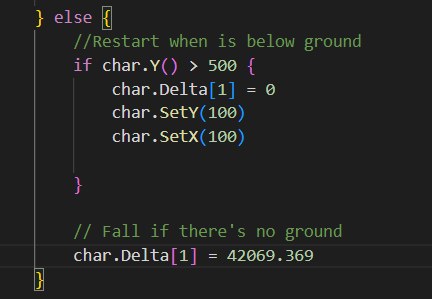 } else {
//Restart when is below ground
if char.Y() > 500 {
char.Delta[1] = 0
char.SetY(100)
char.SetX(100)
}
// Fall if there's no ground
char.Delta[1] = 42069.369
}